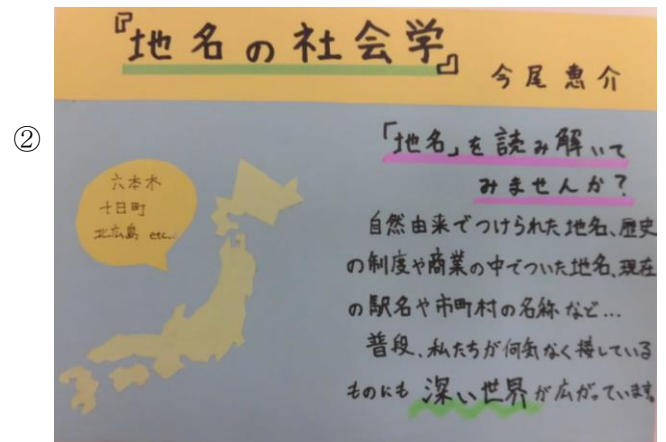 ②
『地名の社会学』
今尾恵介
「地名」を読み解いて
みませんか？
六本木
十日町
北広島 etc...
自然由来でつけられた地名、歴史
の制度や商業の中でついた地名、現在
の駅名や市町村の名称など...
普段、私たちが何気なく接している
ものにも 深い世界が広がっています。